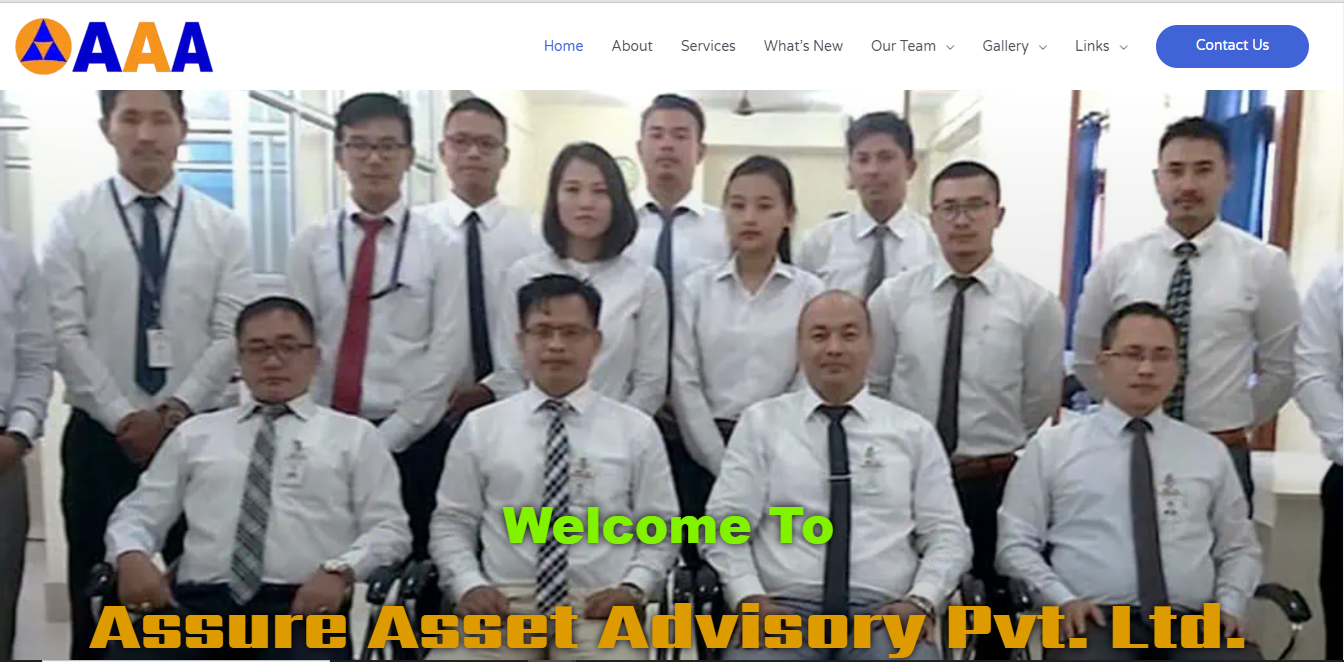 AAA
Home
About
Services
What's New
Our Team
Gallery
Links
Contact Us
Welcome To
Assure Asset Advisory Pvt. Ltd.